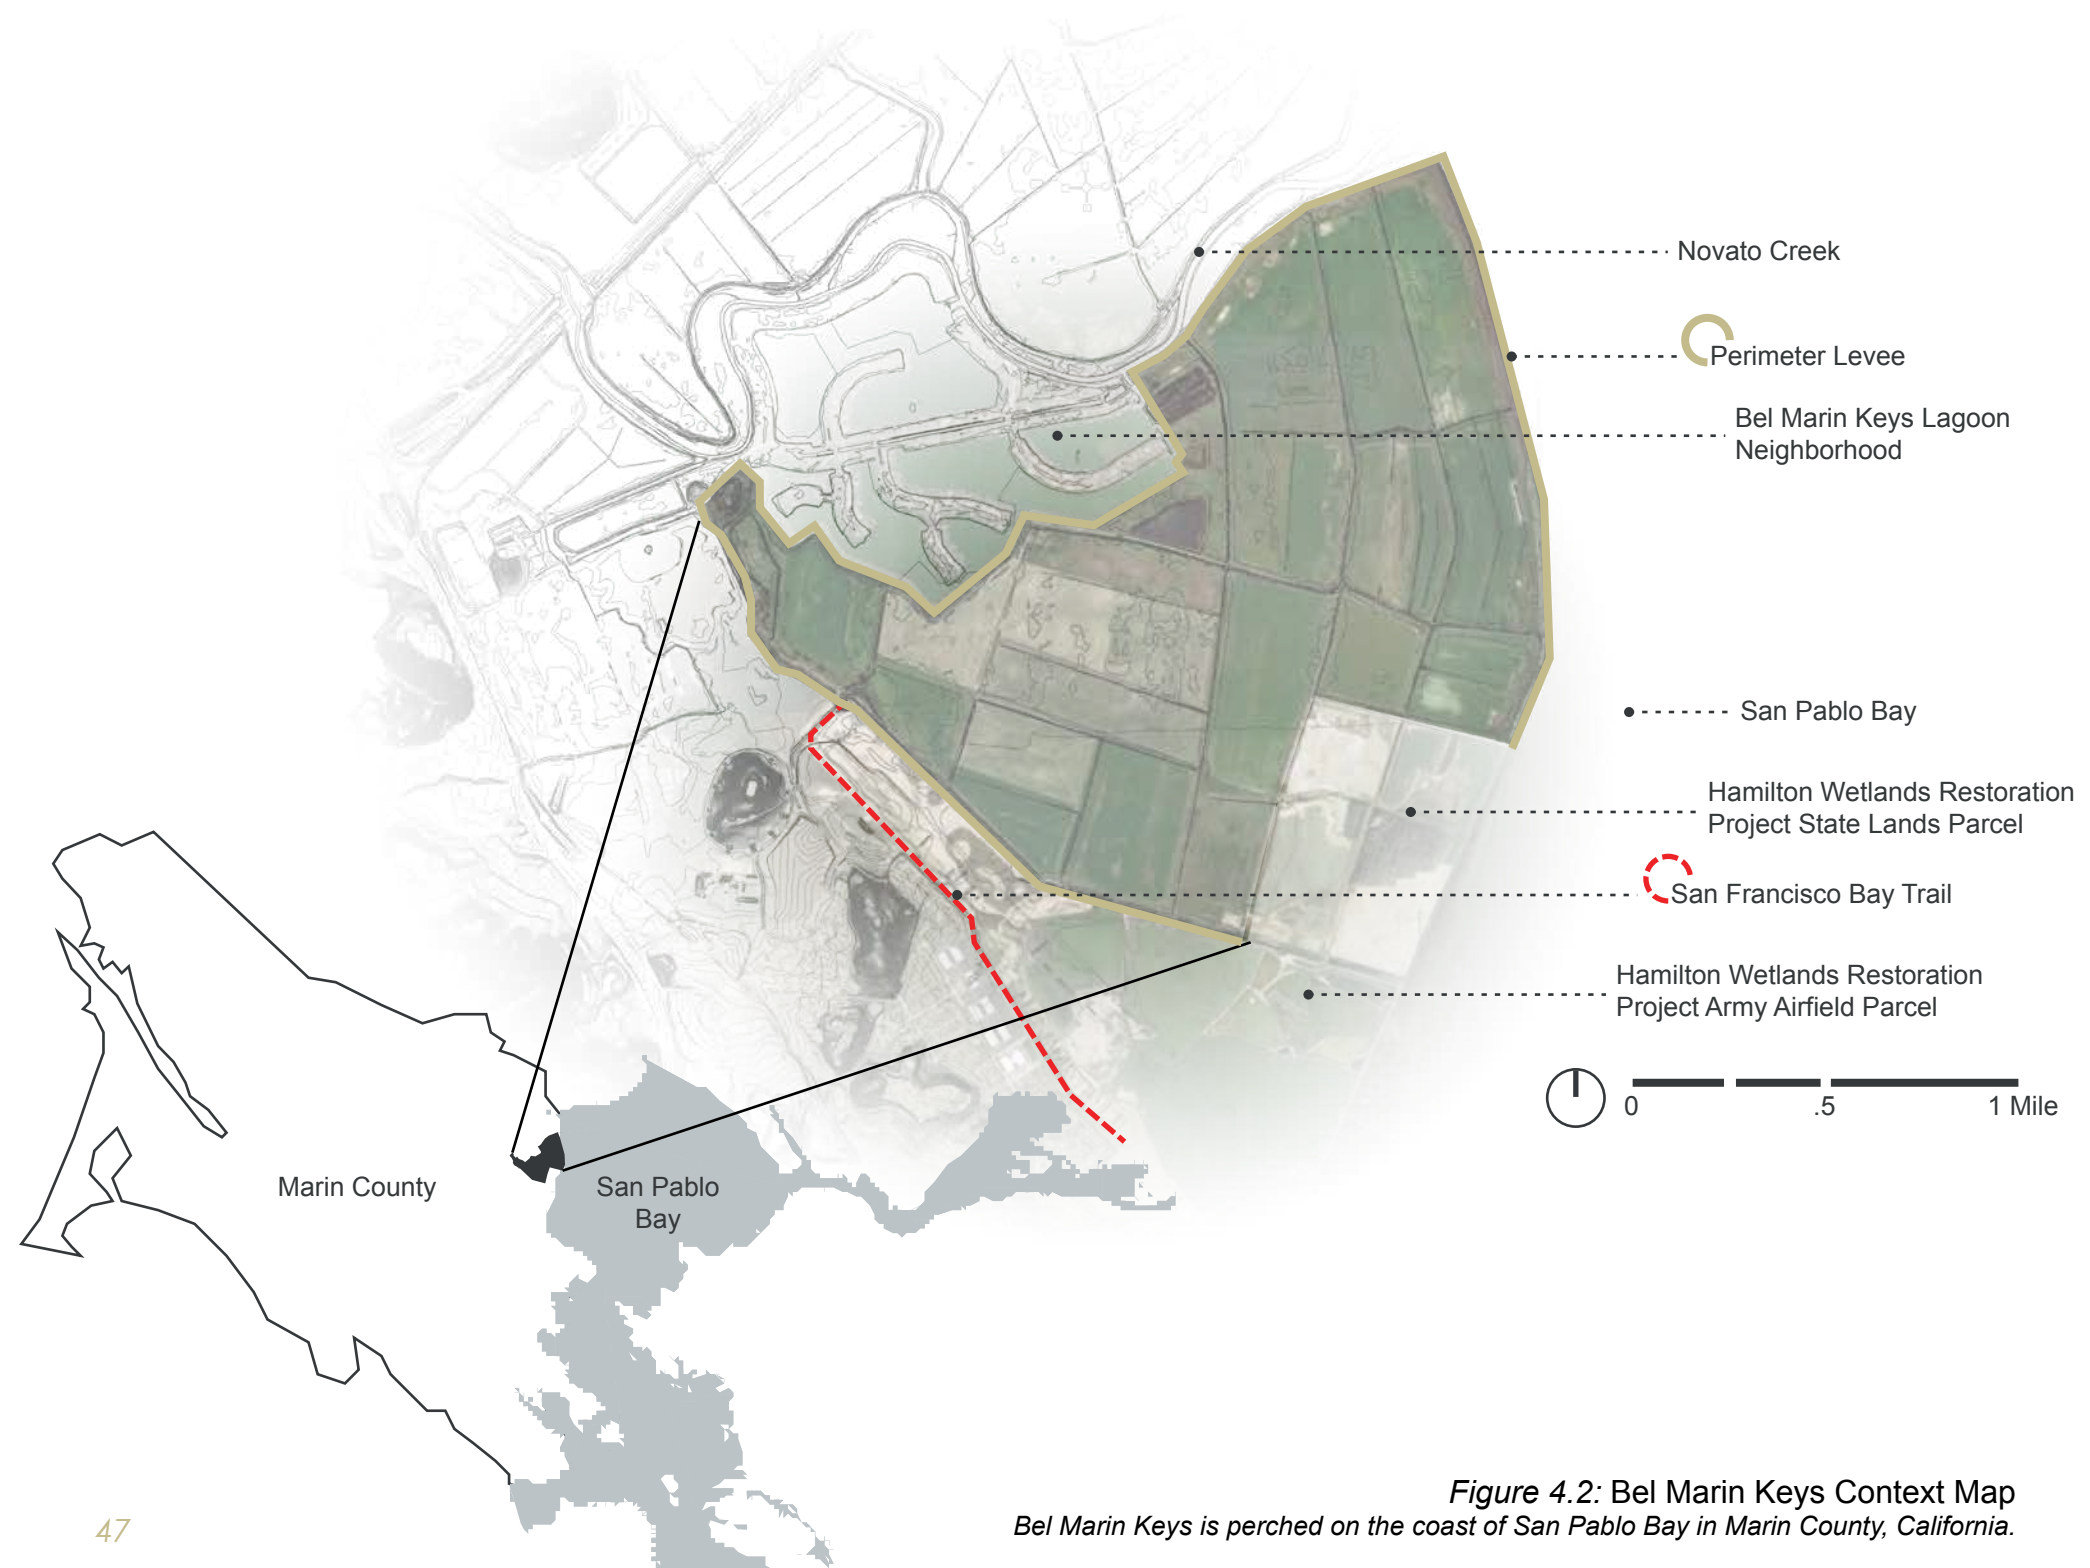 Novato Creek
Perimeter Levee
Bel Marin Keys Lagoon
Neighborhood
San Pablo Bay
Hamilton Wetlands Restoration
Project State Lands Parcel
San Francisco Bay Trail
Hamilton Wetlands Restoration
Project Army Airfield Parcel
0 .5 1 Mile
Marin County
San Pablo
Bay
Figure 4.2: Bel Marin Keys Context Map
Bel Marin Keys is perched on the coast of San Pablo Bay in Marin County, California.
47